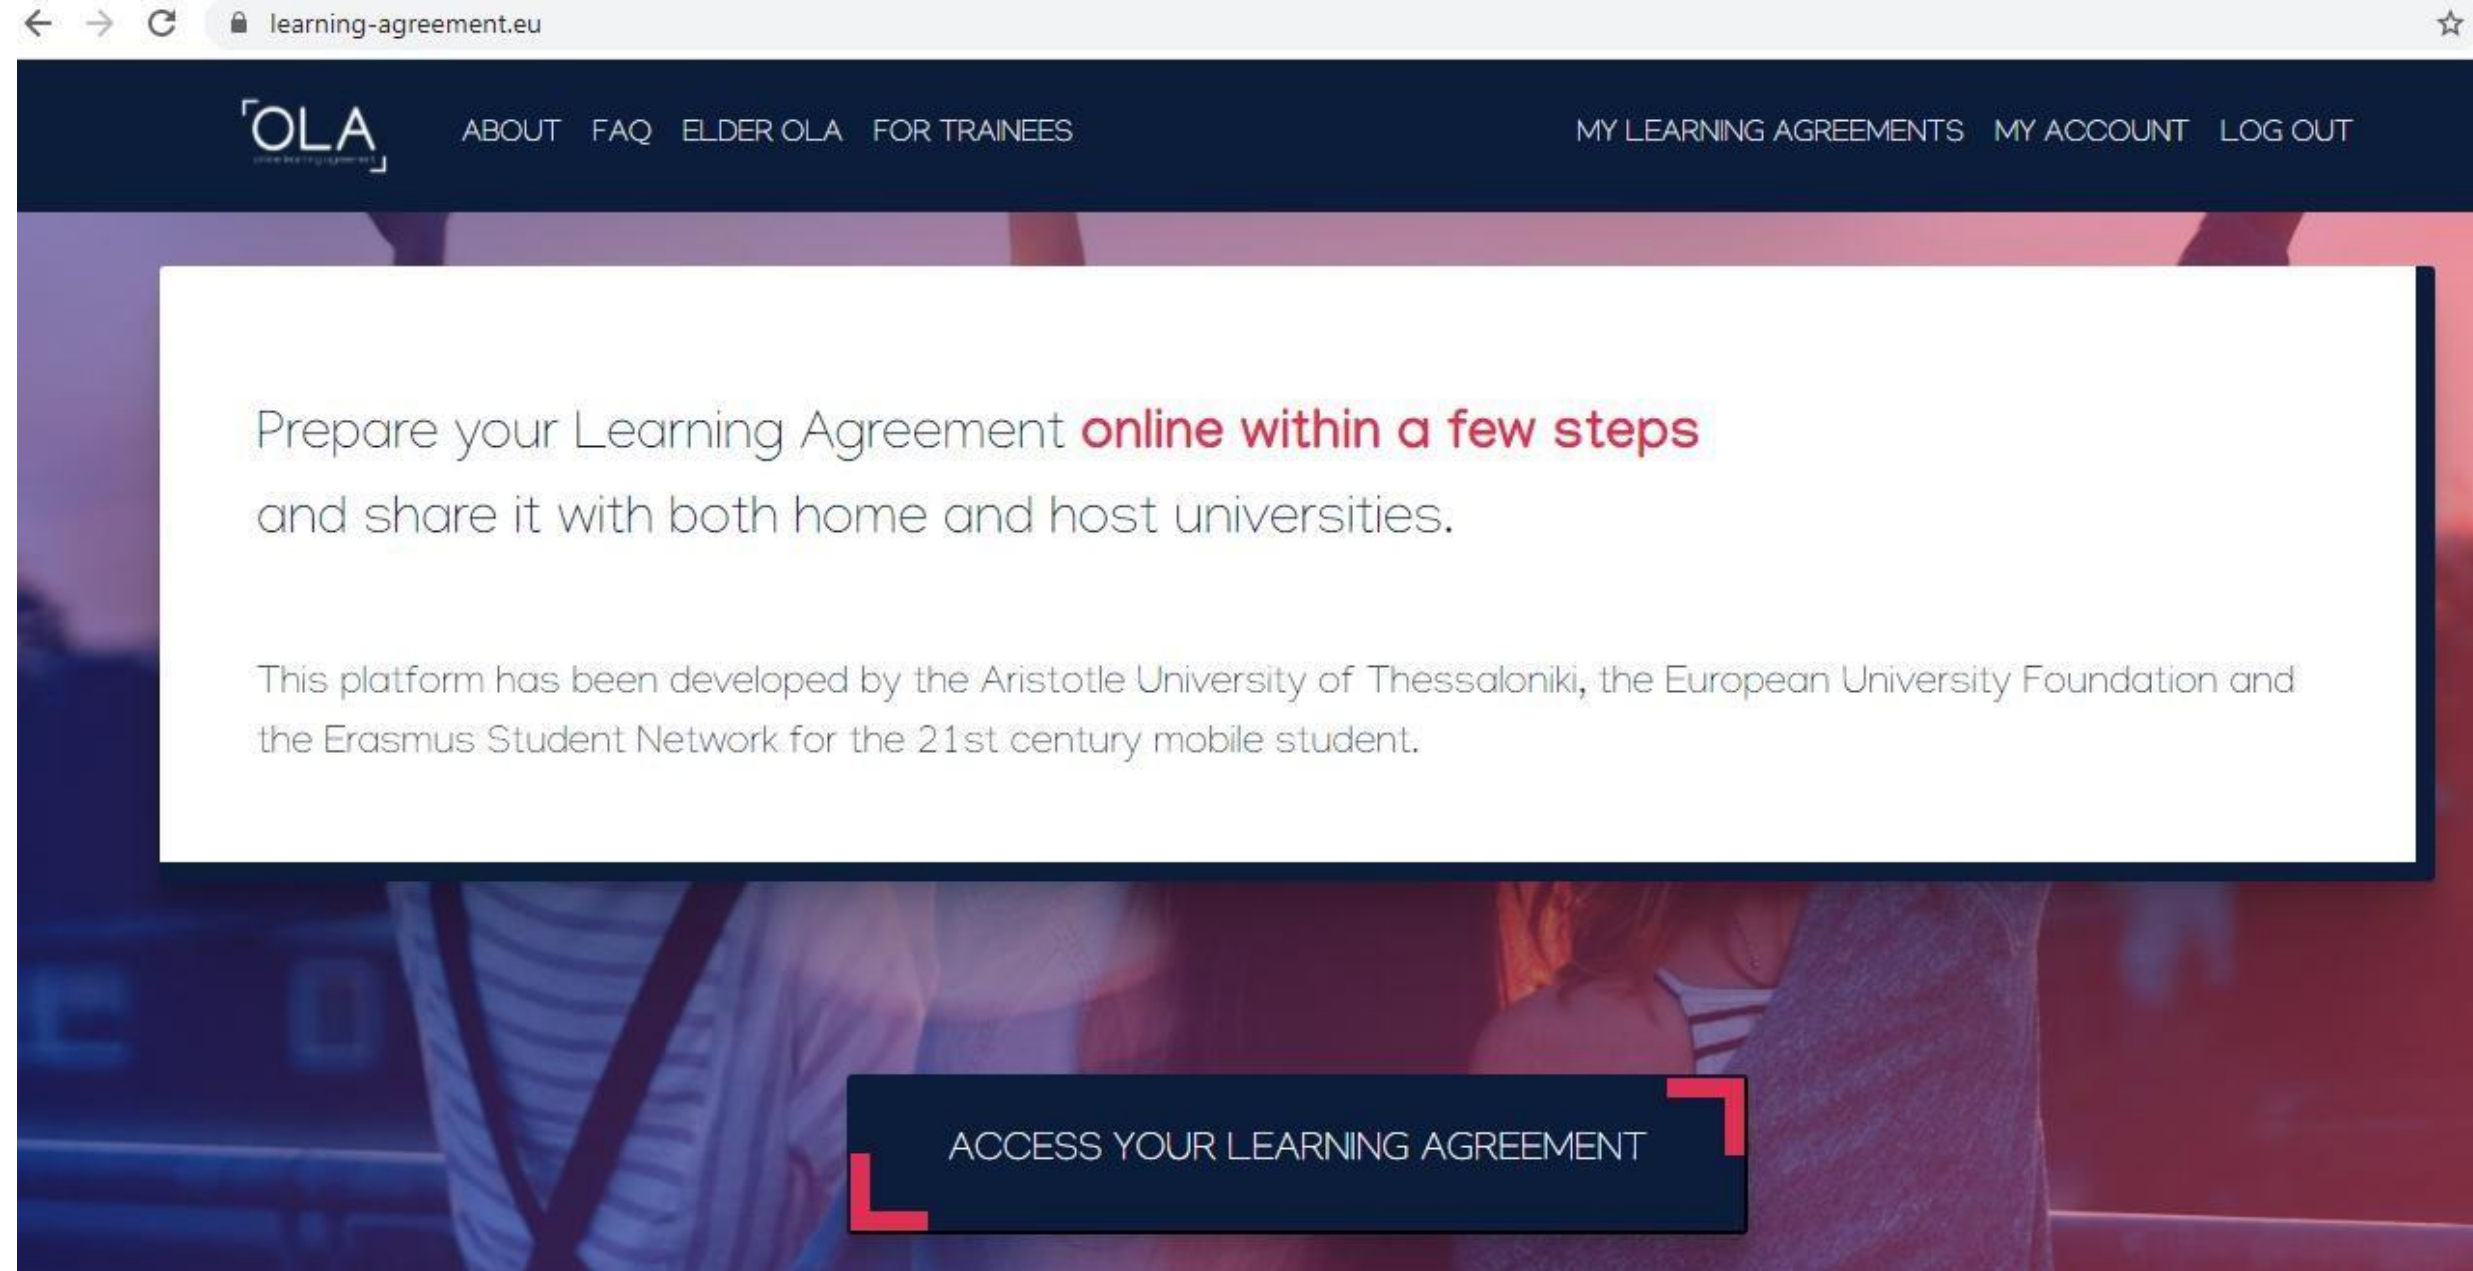 learning-agreement.eu
OLA ABOUT FAQ ELDER OLA FOR TRAINEES MY LEARNING AGREEMENTS MY ACCOUNT LOG OUT
online learning agreement
Prepare your Learning Agreement online within a few steps
and share it with both home and host universities.
This platform has been developed by the Aristotle University of Thessaloniki, the European University Foundation and
the Erasmus Student Network for the 21st century mobile student.
ACCESS YOUR LEARNING AGREEMENT